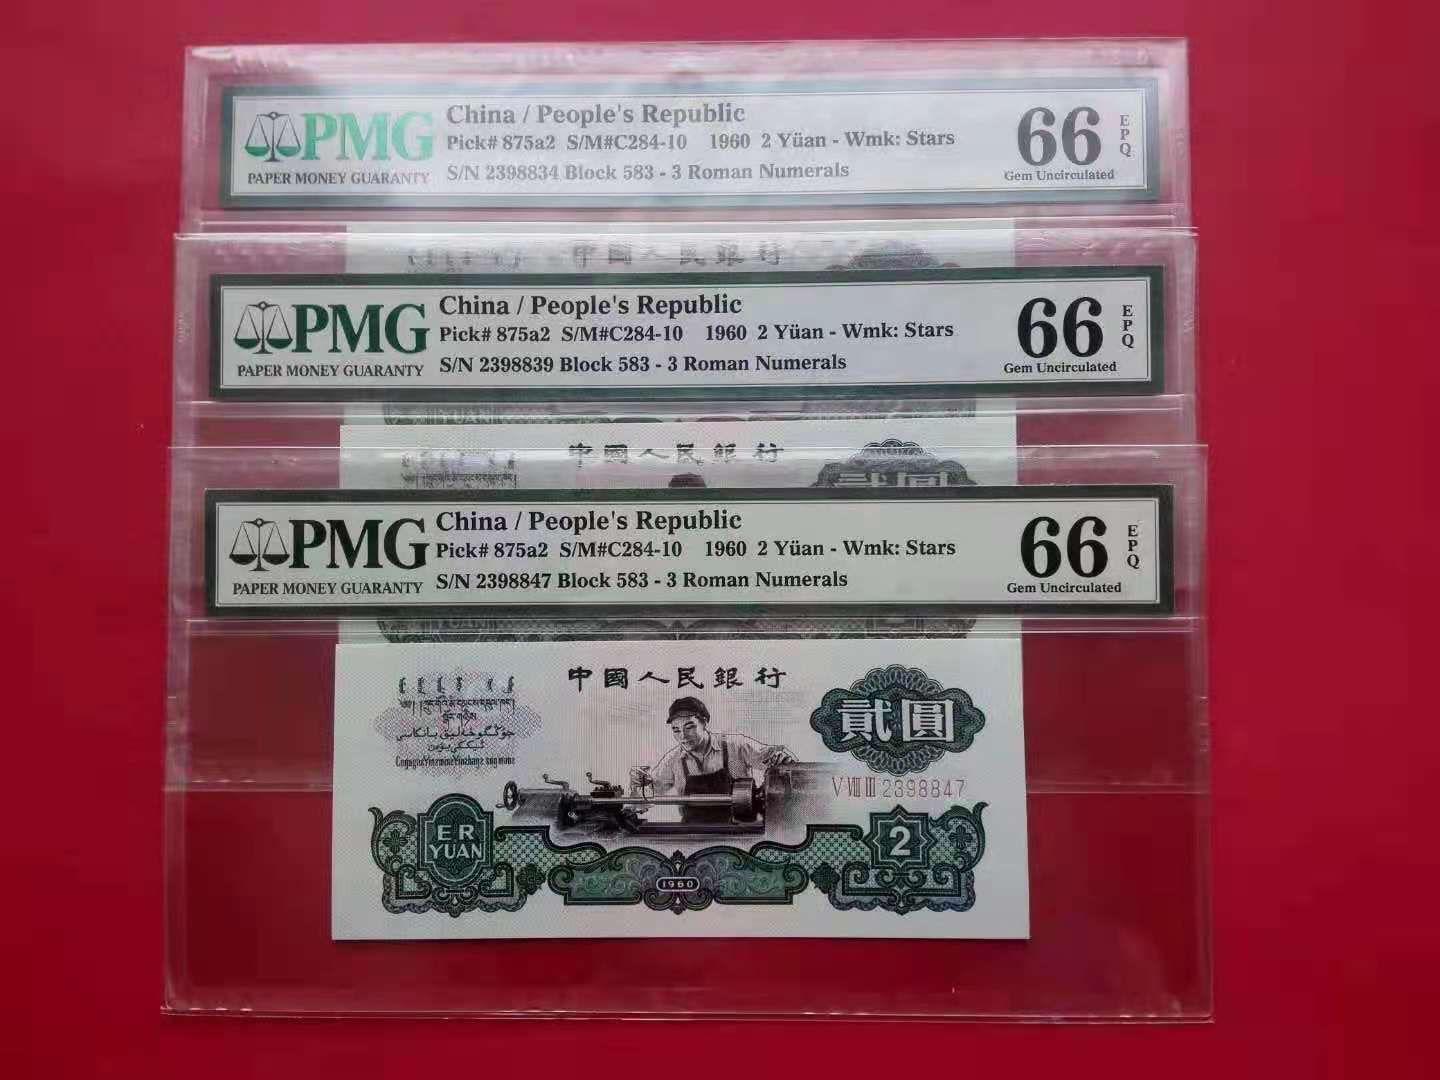 PMG
PAPER MONEY GUARANTY
China / People's Republic
Pick# 875a2 S/M#C284-10 1960 2 Yüan - Wmk: Stars
S/N 2398834 Block 583 - 3 Roman Numerals
66 EPQ
Gem Uncirculated
中國人民銀行
PMG
PAPER MONEY GUARANTY
China / People's Republic
Pick# 875a2 S/M#C284-10 1960 2 Yüan - Wmk: Stars
S/N 2398839 Block 583 - 3 Roman Numerals
66 EPQ
Gem Uncirculated
YUAN
中國人民銀行
貳圓
PMG
PAPER MONEY GUARANTY
China / People's Republic
Pick# 875a2 S/M#C284-10 1960 2 Yüan - Wmk: Stars
S/N 2398847 Block 583 - 3 Roman Numerals
66 EPQ
Gem Uncirculated
YUAN
中國人民銀行
貳圓
V VIII III 2398847
ER
YUAN
2
1960